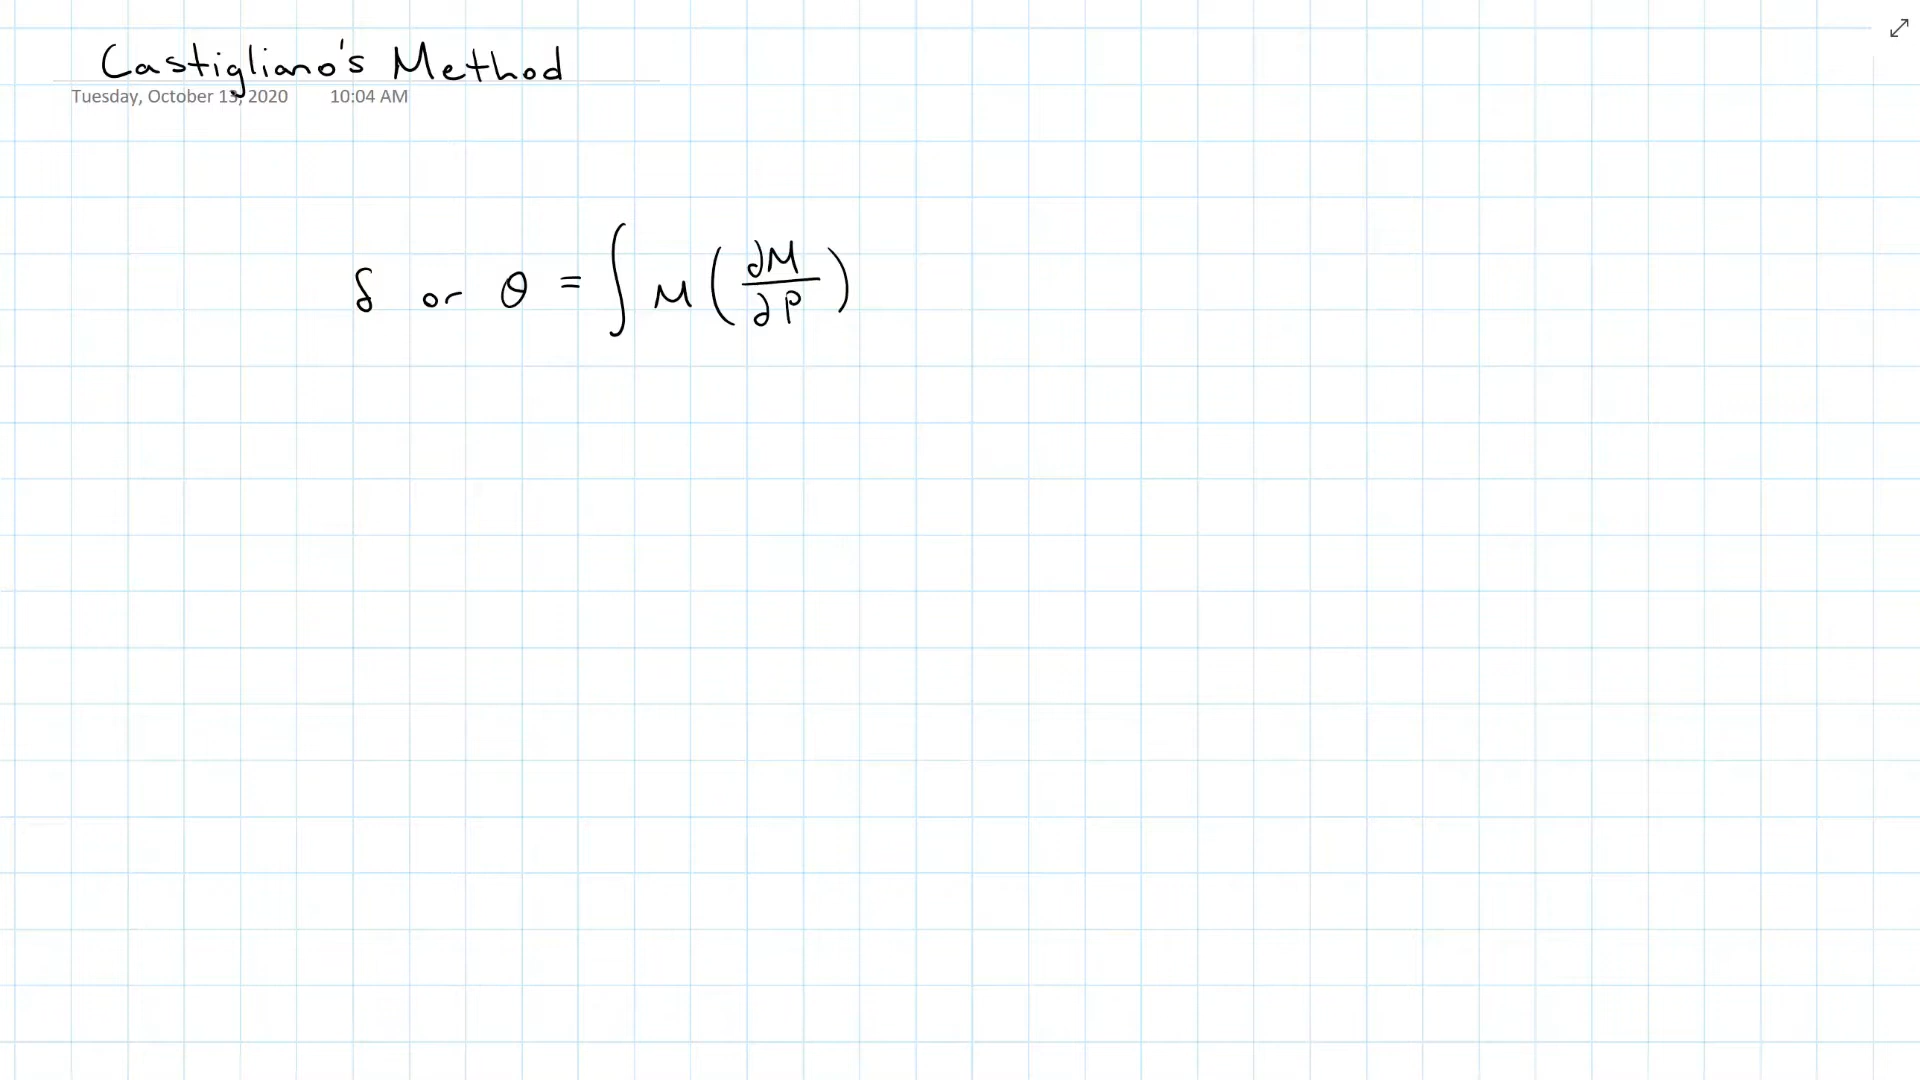 Castigliano's Method
Tuesday, October 13, 2020 10:04 AM
δ or θ = ∫ M (∂M/∂P)